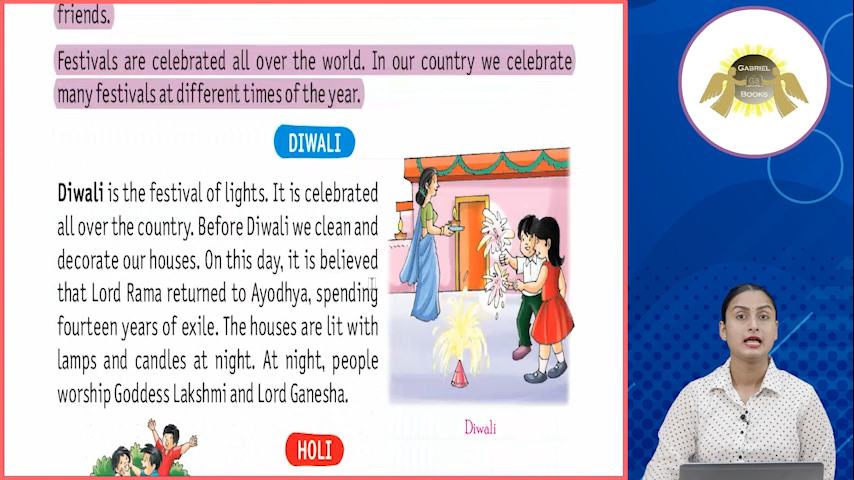 friends.
Festivals are celebrated all over the world. In our country we celebrate
many festivals at different times of the year.
DIWALI
Diwali is the festival of lights. It is celebrated
all over the country. Before Diwali we clean and
decorate our houses. On this day, it is believed
that Lord Rama returned to Ayodhya, spending
fourteen years of exile. The houses are lit with
lamps and candles at night. At night, people
worship Goddess Lakshmi and Lord Ganesha.
Diwali
HOLI
GABRIEL
GB
BOOKS